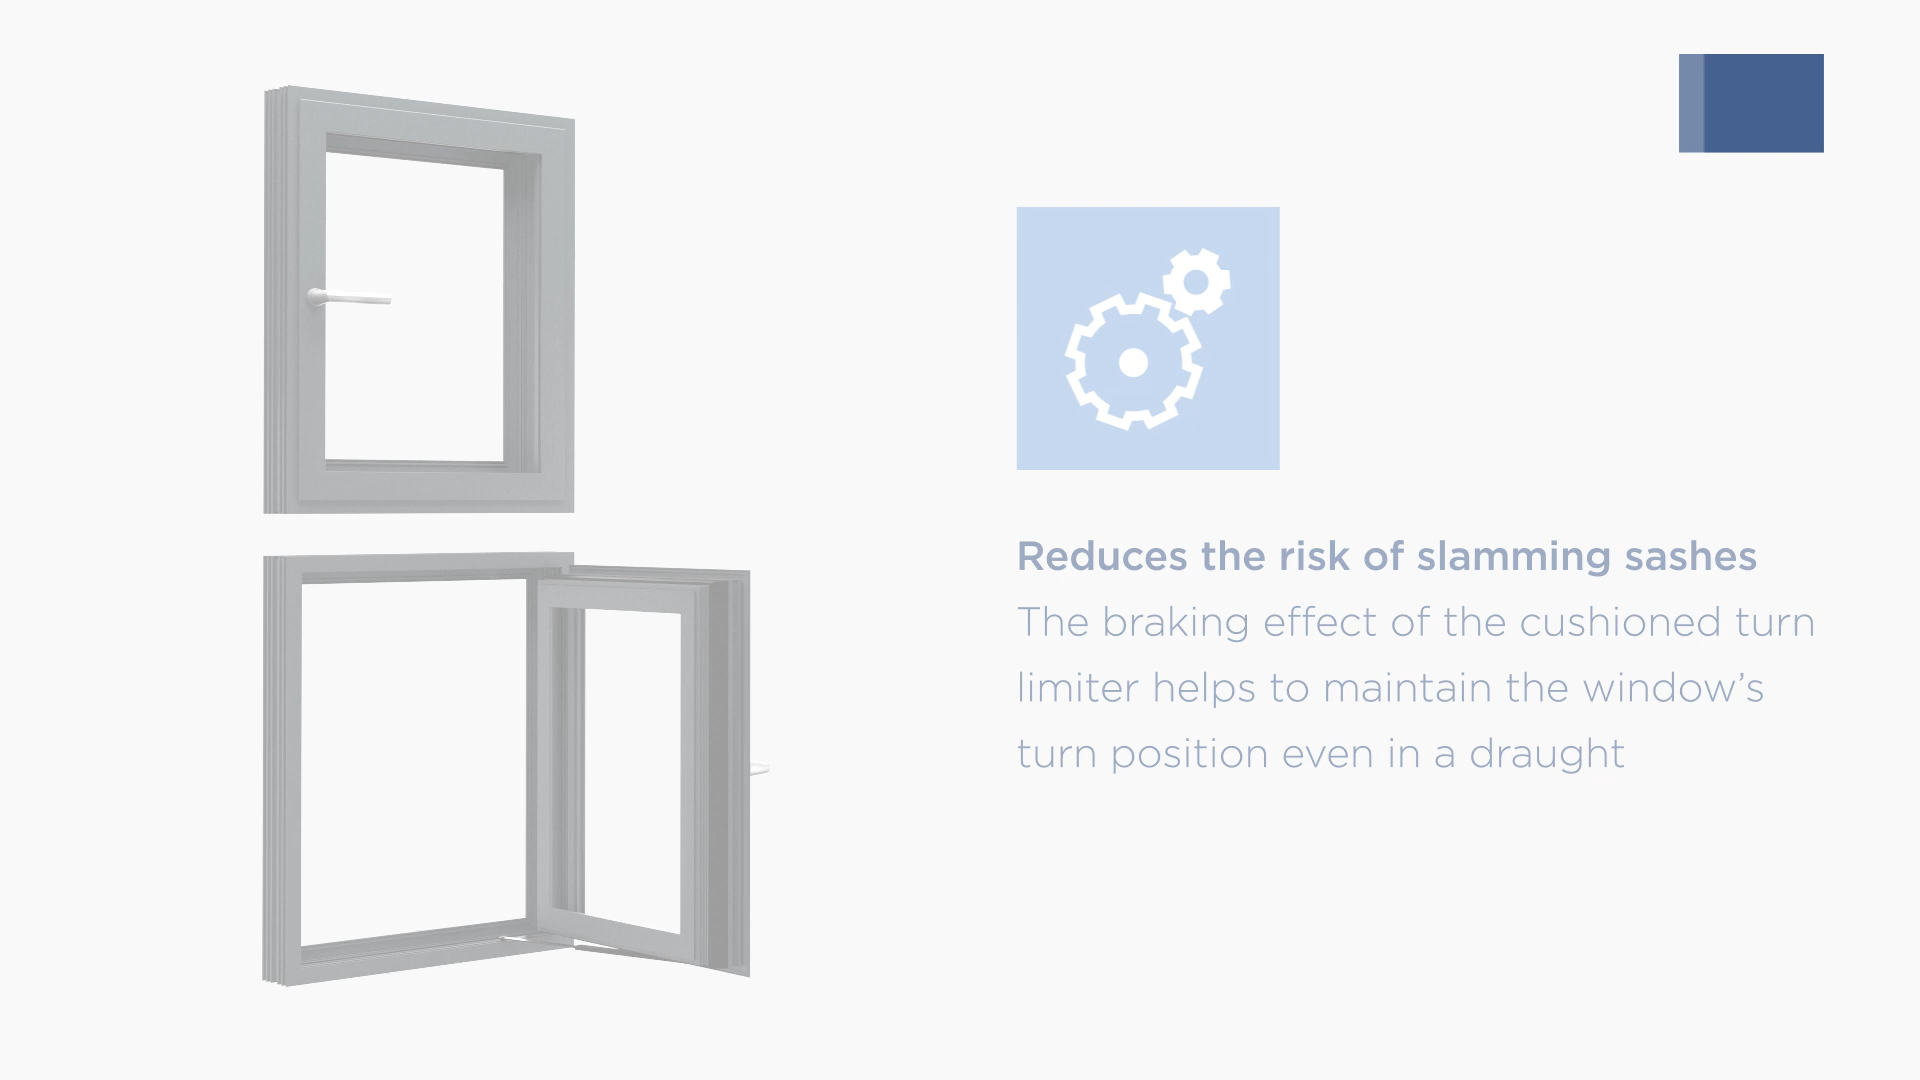 Reduces the risk of slamming sashes
The braking effect of the cushioned turn
limiter helps to maintain the window’s
turn position even in a draught